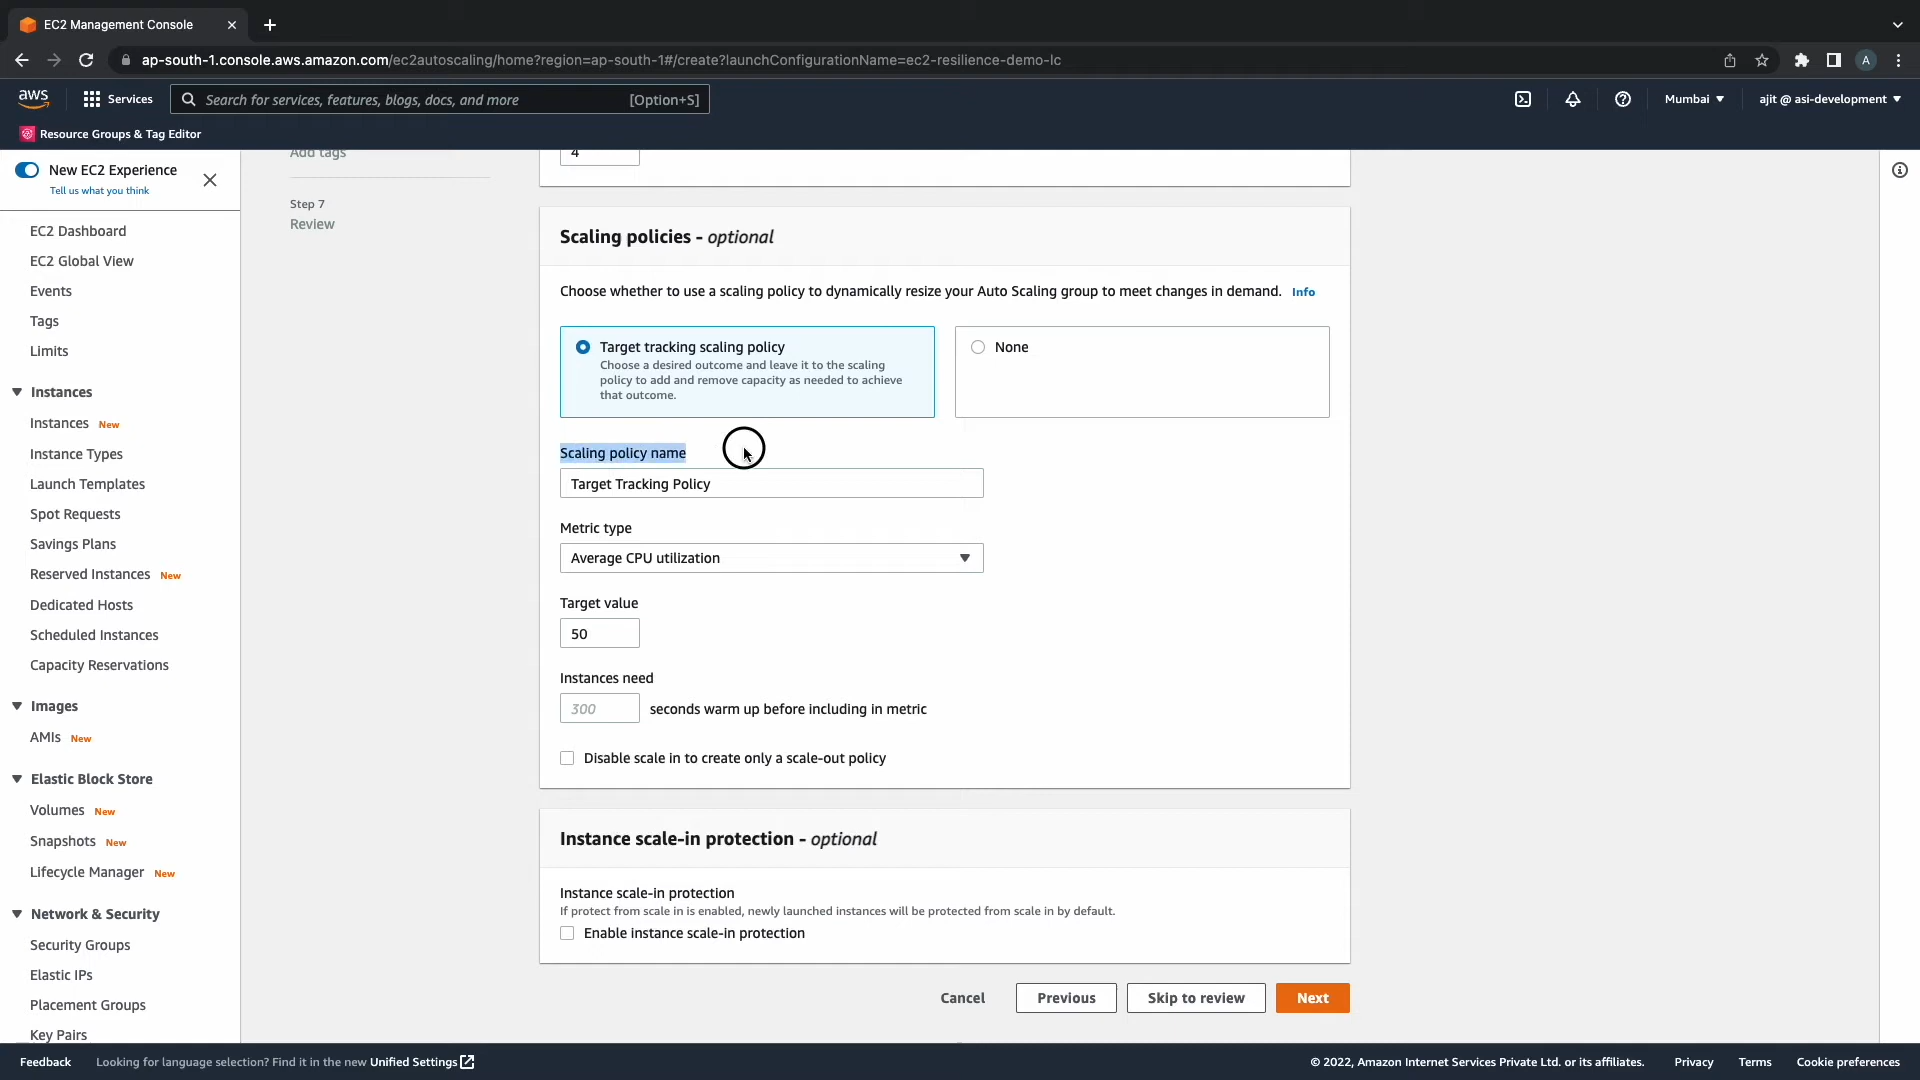 EC2 Management Console
ap-south-1.console.aws.amazon.com/ec2autoscaling/home?region=ap-south-1#/create?launchConfigurationName=ec2-resilience-demo-lc
A
aws
Services
Search for services, features, blogs, docs, and more
[Option+S]
Mumbai
ajit @ asi-development
Resource Groups & Tag Editor
New EC2 Experience
Tell us what you think
EC2 Dashboard
EC2 Global View
Events
Tags
Limits
Instances
Instances New
Instance Types
Launch Templates
Spot Requests
Savings Plans
Reserved Instances New
Dedicated Hosts
Scheduled Instances
Capacity Reservations
Images
AMIs New
Elastic Block Store
Volumes New
Snapshots New
Lifecycle Manager New
Network & Security
Security Groups
Elastic IPs
Placement Groups
Key Pairs
Add tags
Step 7
Review
4
Scaling policies - optional
Choose whether to use a scaling policy to dynamically resize your Auto Scaling group to meet changes in demand. Info
Target tracking scaling policy
Choose a desired outcome and leave it to the scaling
policy to add and remove capacity as needed to achieve
that outcome.
None
Scaling policy name
Target Tracking Policy
Metric type
Average CPU utilization
Target value
50
Instances need
300 seconds warm up before including in metric
Disable scale in to create only a scale-out policy
Instance scale-in protection - optional
Instance scale-in protection
If protect from scale in is enabled, newly launched instances will be protected from scale in by default.
Enable instance scale-in protection
Cancel
Previous
Skip to review
Next
Feedback
Looking for language selection? Find it in the new Unified Settings
© 2022, Amazon Internet Services Private Ltd. or its affiliates.
Privacy
Terms
Cookie preferences